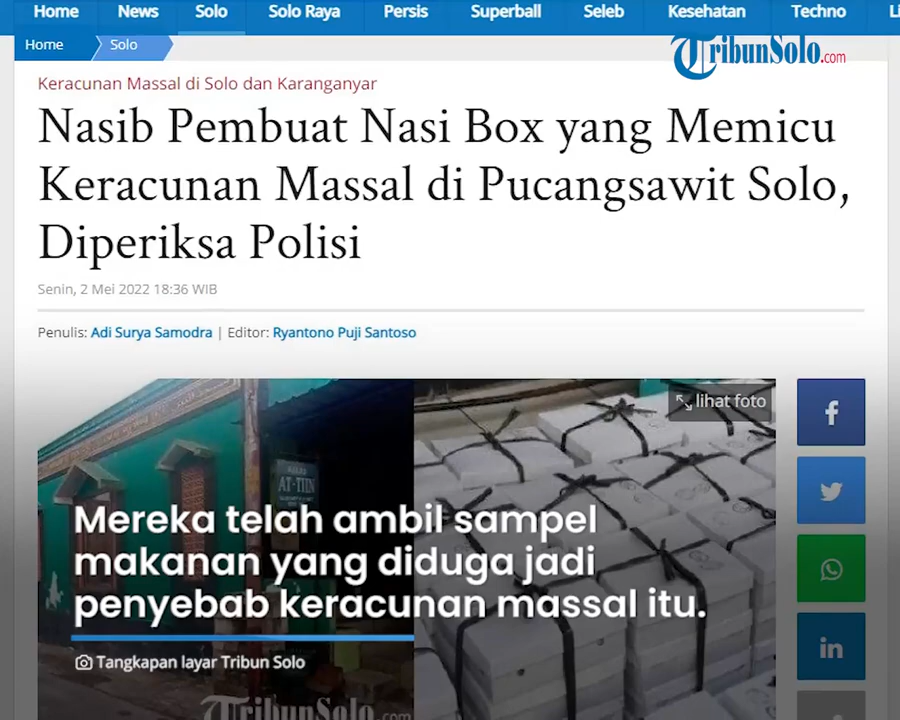 Home News Solo Solo Raya Persis Superball Seleb Kesehatan Techno
Home Solo
TribunSolo.com
Keracunan Massal di Solo dan Karanganyar
Nasib Pembuat Nasi Box yang Memicu
Keracunan Massal di Pucangsawit Solo,
Diperiksa Polisi
Senin, 2 Mei 2022 18:36 WIB
Penulis: Adi Surya Samodra | Editor: Ryantono Puji Santoso
lihat foto
AT-TIIN
Mereka telah ambil sampel
makanan yang diduga jadi
penyebab keracunan massal itu.
Tangkapan layar Tribun Solo
TribunSolo.com